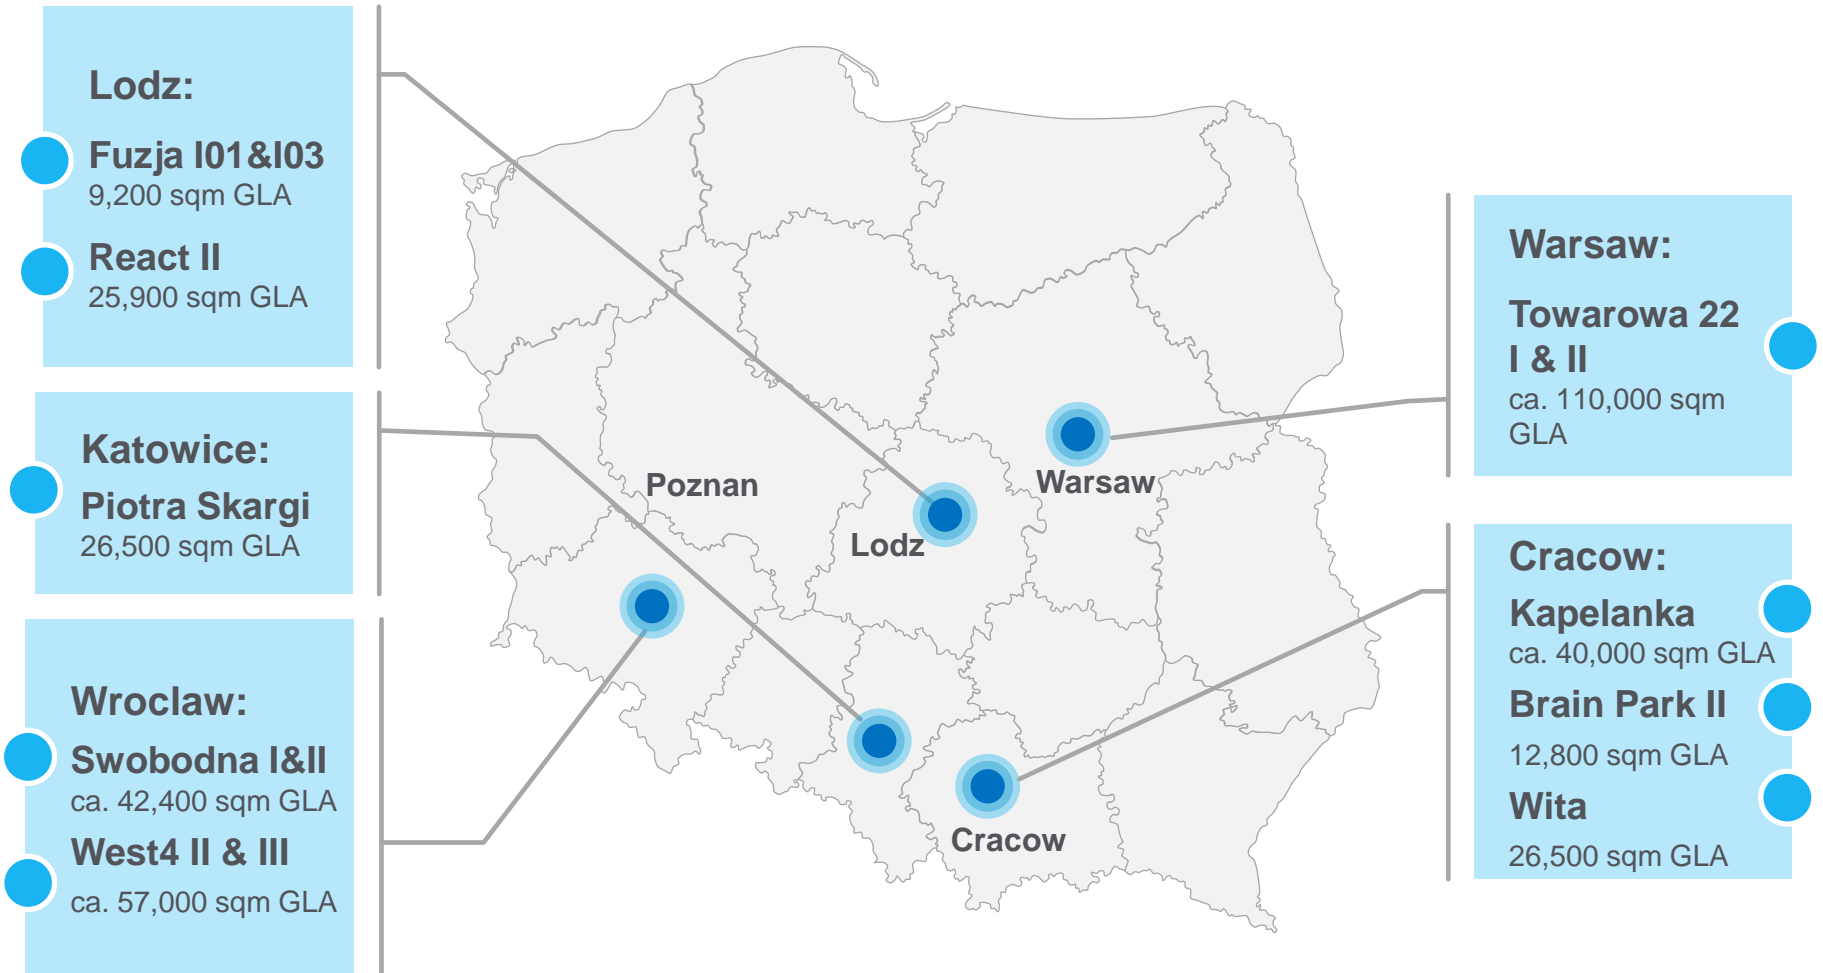 Lodz:
Fuzja I01&I03
9,200 sqm GLA
React II
25,900 sqm GLA
Katowice:
Piotra Skargi
26,500 sqm GLA
Wroclaw:
Swobodna I&II
ca. 42,400 sqm GLA
West4 II & III
ca. 57,000 sqm GLA
Poznan
Lodz
Warsaw
Cracow
Warsaw:
Towarowa 22
I & II
ca. 110,000 sqm
GLA
Cracow:
Kapelanka
ca. 40,000 sqm GLA
Brain Park II
12,800 sqm GLA
Wita
26,500 sqm GLA